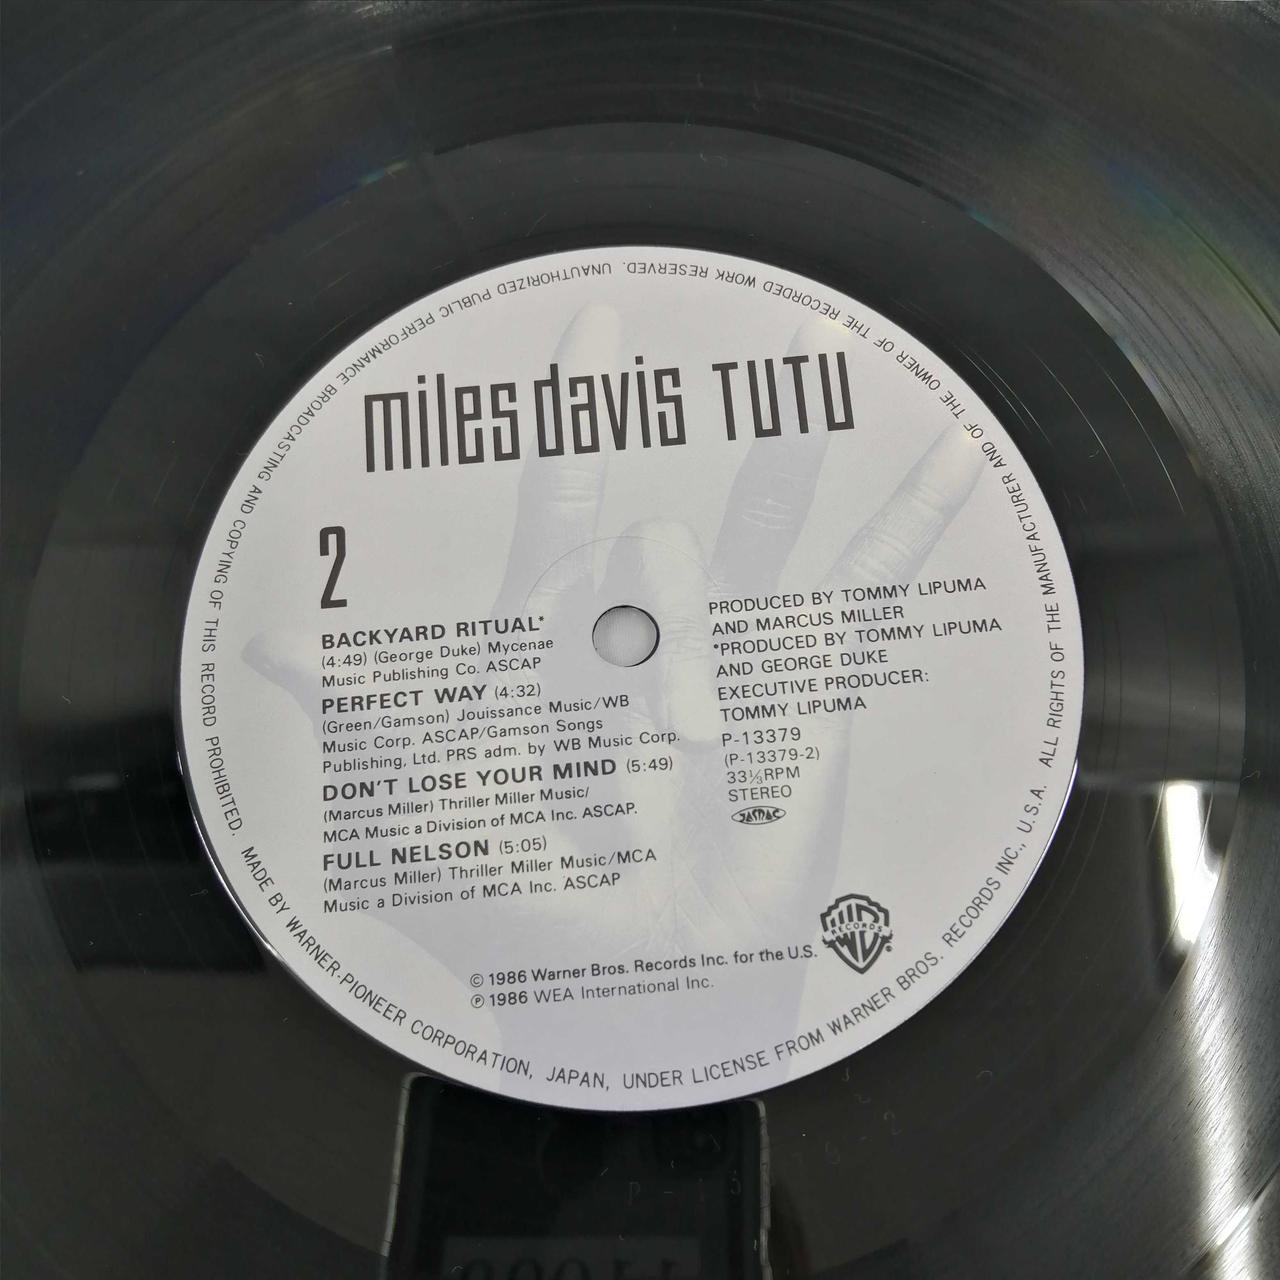 miles davis TUTU
2
BACKYARD RITUAL*
(4:49) (George Duke) Mycenae
Music Publishing Co. ASCAP
PERFECT WAY (4:32)
(Green/Gamson) Jouissance Music/WB
Music Corp. ASCAP/Gamson Songs
Publishing, Ltd. PRS adm. by WB Music Corp.
DON'T LOSE YOUR MIND (5:49)
(Marcus Miller) Thriller Miller Music/
MCA Music a Division of MCA Inc. ASCAP.
FULL NELSON (5:05)
(Marcus Miller) Thriller Miller Music/MCA
Music a Division of MCA Inc. ASCAP
PRODUCED BY TOMMY LIPUMA
AND MARCUS MILLER
*PRODUCED BY TOMMY LIPUMA
AND GEORGE DUKE
EXECUTIVE PRODUCER:
TOMMY LIPUMA
P-13379
(P-13379-2)
33⅓RPM
STEREO
JASRAC
© 1986 Warner Bros. Records Inc. for the U.S.
℗ 1986 WEA International Inc.
WB RECORDS ®
MADE BY WARNER-PIONEER CORPORATION, JAPAN, UNDER LICENSE FROM WARNER BROS. RECORDS INC., U.S.A. ALL RIGHTS OF THE MANUFACTURER AND OF THE OWNER OF THE RECORDED WORK RESERVED. UNAUTHORIZED PUBLIC PERFORMANCE BROADCASTING AND COPYING OF THIS RECORD PROHIBITED.